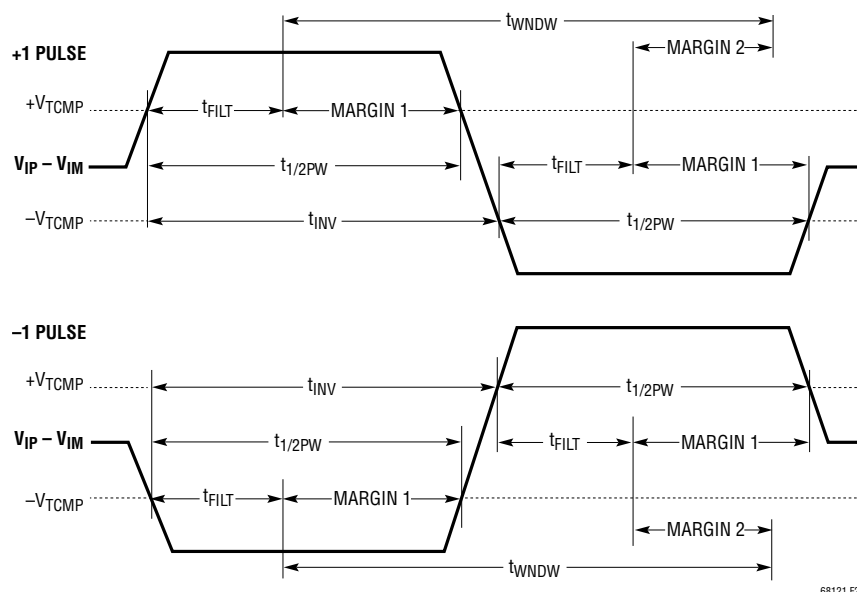 tWNDW
+1 PULSE
MARGIN 2
+VTCMP
tFILT
MARGIN 1
VIP – VIM
t1/2PW
tFILT
MARGIN 1
–VTCMP
tINV
t1/2PW
–1 PULSE
+VTCMP
tINV
t1/2PW
VIP – VIM
t1/2PW
tFILT
MARGIN 1
–VTCMP
tFILT
MARGIN 1
MARGIN 2
tWNDW